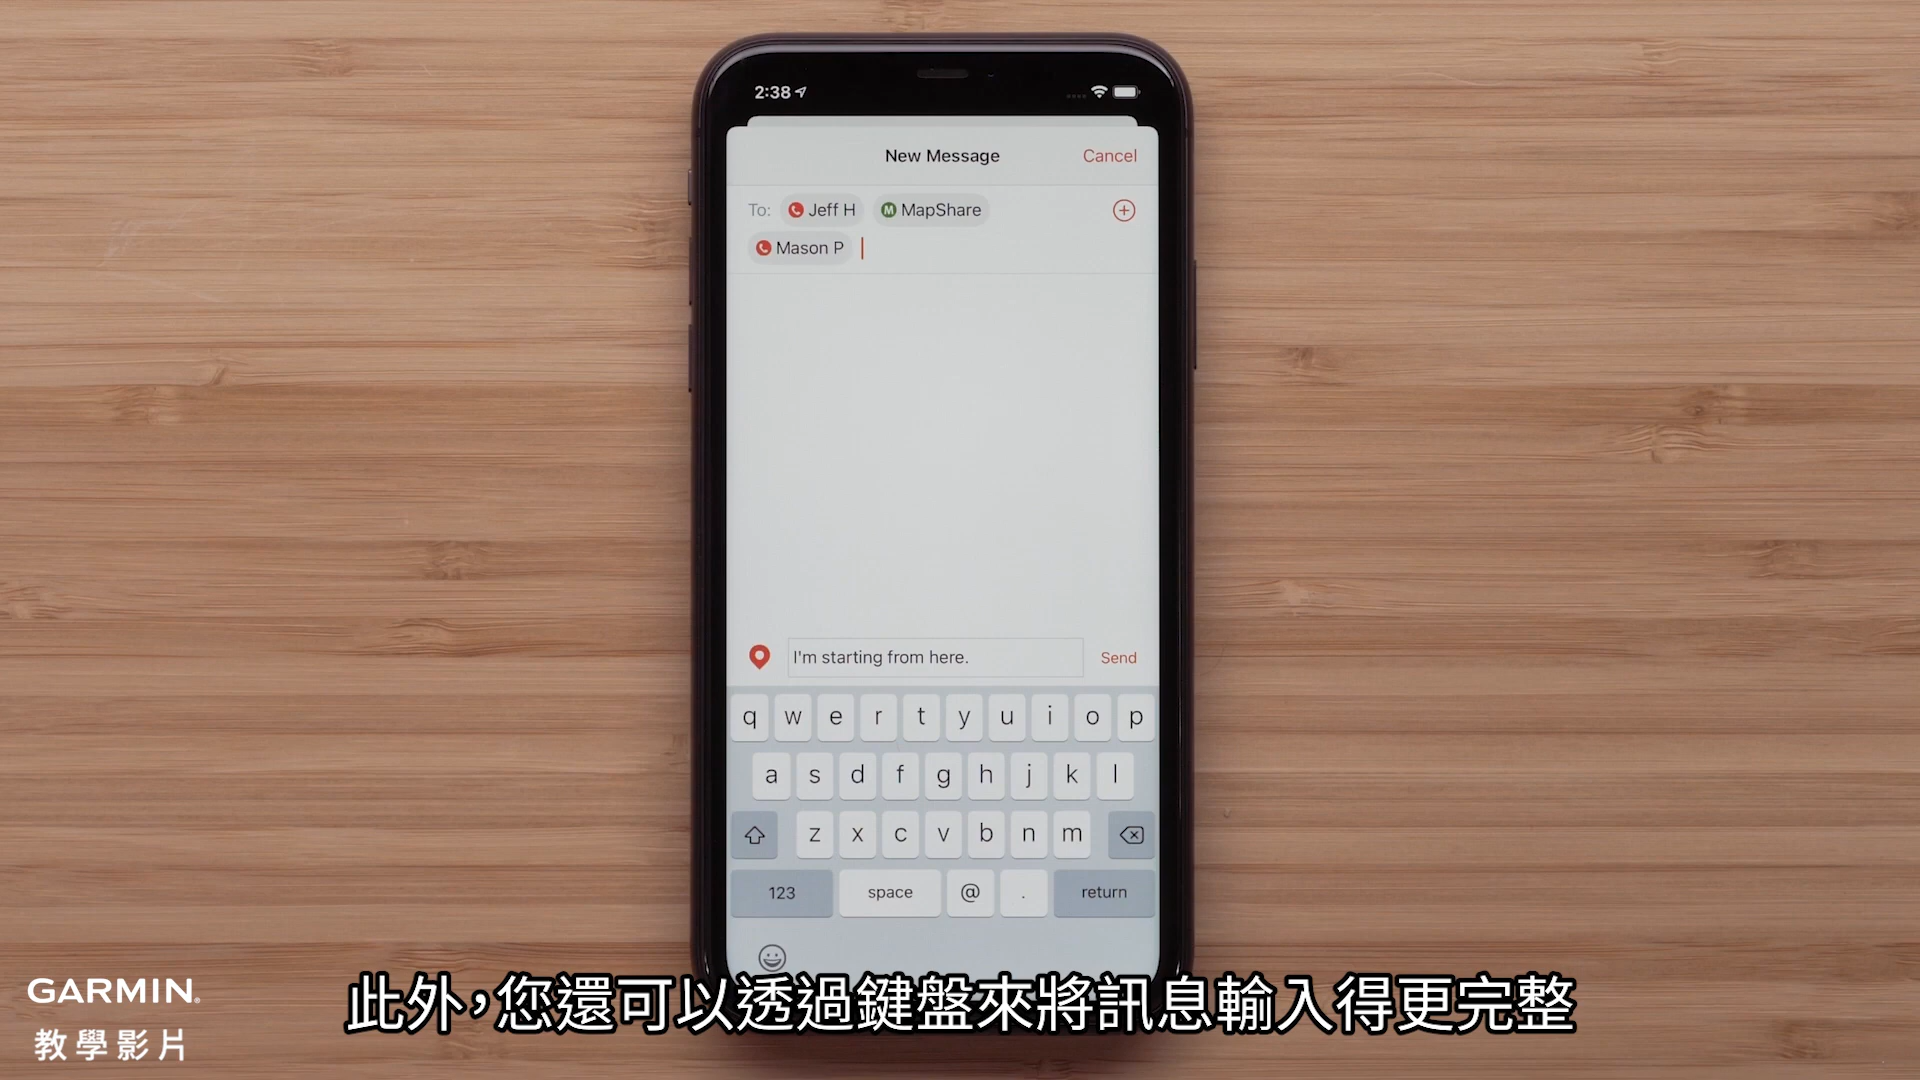 2:38
New Message
Cancel
To: Jeff H M MapShare
Mason P
I'm starting from here.
Send
q w e r t y u i o p
a s d f g h j k l
z x c v b n m
123 space @ . return
GARMIN
教學影片
此外,您還可以透過鍵盤來將訊息輸入得更完整